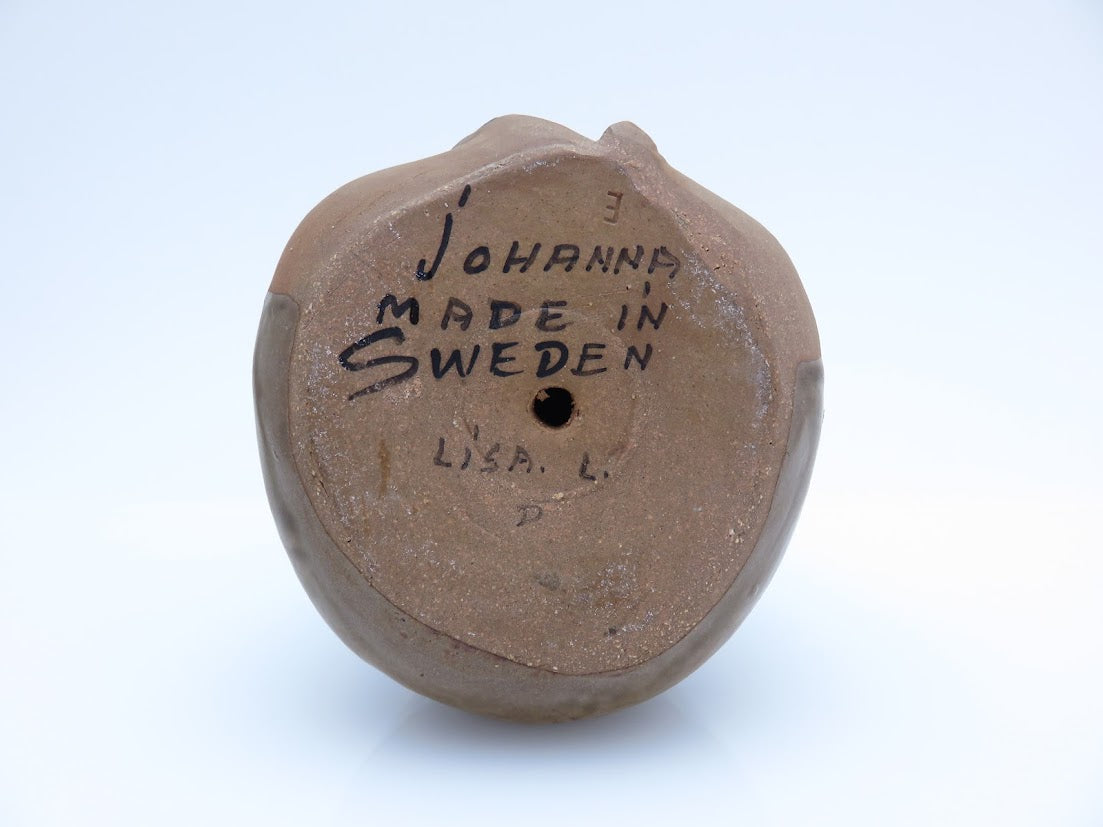 E
JOHANNA
MADE IN
SWEDEN
LISA. L.
D